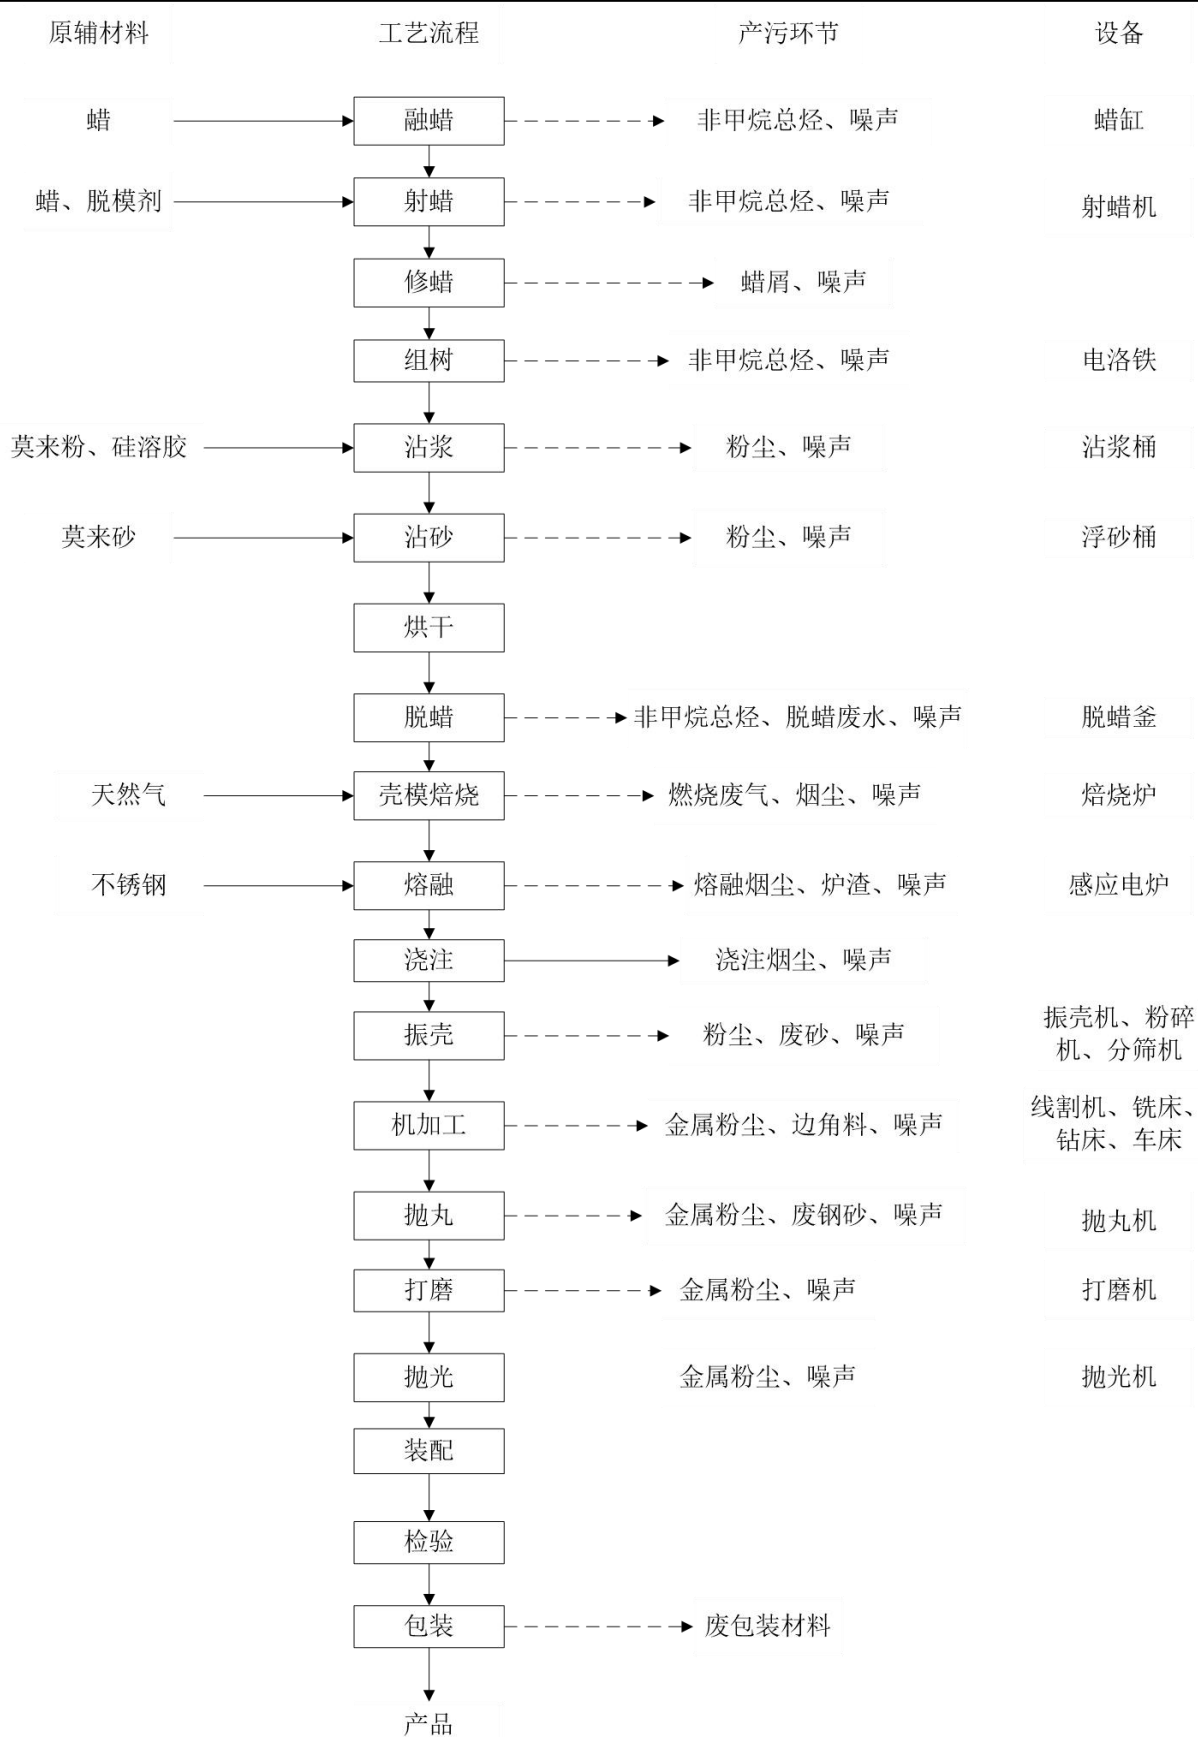 原辅材料 工艺流程 产污环节 设备
蜡 融蜡 非甲烷总烃、噪声 蜡缸
蜡、脱模剂 射蜡 非甲烷总烃、噪声 射蜡机
修蜡 蜡屑、噪声
组树 非甲烷总烃、噪声 电洛铁
莫来粉、硅溶胶 沾浆 粉尘、噪声 沾浆桶
莫来砂 沾砂 粉尘、噪声 浮砂桶
烘干
脱蜡 非甲烷总烃、脱蜡废水、噪声 脱蜡釜
天然气 壳模焙烧 燃烧废气、烟尘、噪声 焙烧炉
不锈钢 熔融 熔融烟尘、炉渣、噪声 感应电炉
浇注 浇注烟尘、噪声
振壳 粉尘、废砂、噪声 振壳机、粉碎
机、分筛机
机加工 金属粉尘、边角料、噪声 线割机、铣床、
钻床、车床
抛丸 金属粉尘、废钢砂、噪声 抛丸机
打磨 金属粉尘、噪声 打磨机
抛光 金属粉尘、噪声 抛光机
装配
检验
包装 废包装材料
产品